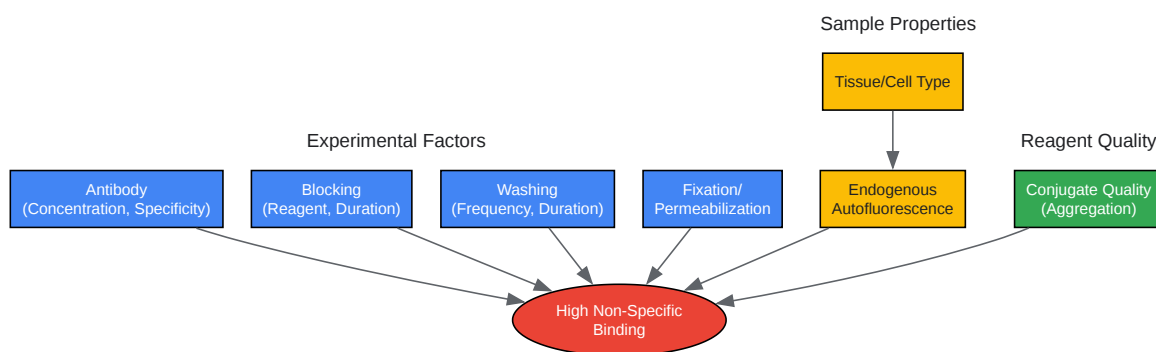 Sample Properties
Tissue/Cell Type
Experimental Factors
Reagent Quality
Antibody
(Concentration, Specificity)
Blocking
(Reagent, Duration)
Washing
(Frequency, Duration)
Fixation/
Permeabilization
Endogenous
Autofluorescence
Conjugate Quality
(Aggregation)
High Non-Specific
Binding